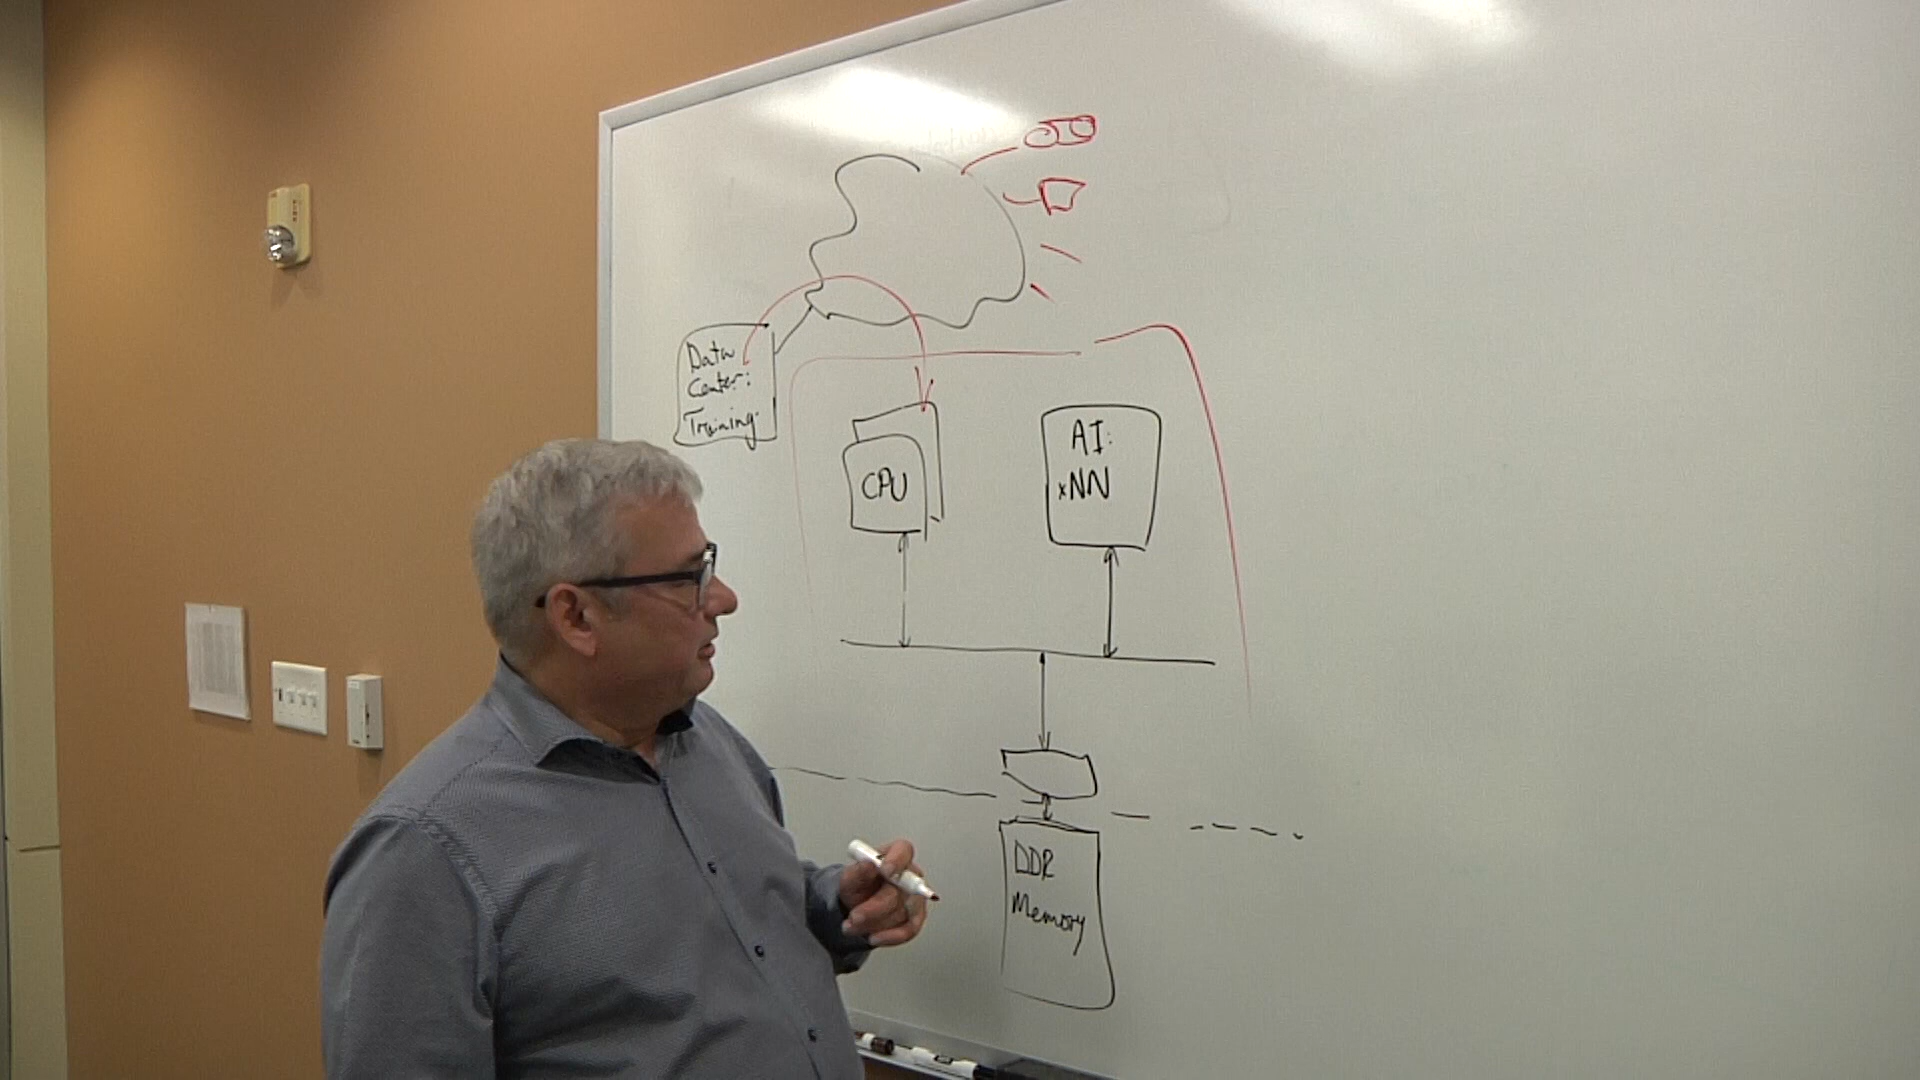 Data
Center:
Training.
CPU
AI:
xNN
DDR
Memory